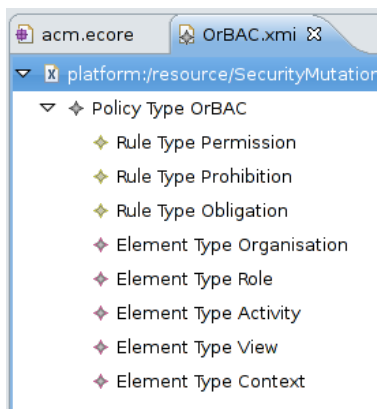 acm.ecore
OrBAC.xmi
platform:/resource/SecurityMutation
Policy Type OrBAC
Rule Type Permission
Rule Type Prohibition
Rule Type Obligation
Element Type Organisation
Element Type Role
Element Type Activity
Element Type View
Element Type Context